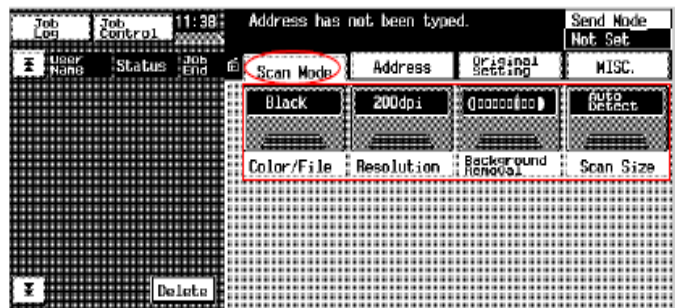 Job Log
Job Control
11:38
Address has not been typed.
Send Mode
Not Set
User Name
Status
Job End
Scan Mode
Address
Original Setting
MISC.
Black
200dpi
Auto Detect
Color/File
Resolution
Background Removal
Scan Size
Delete